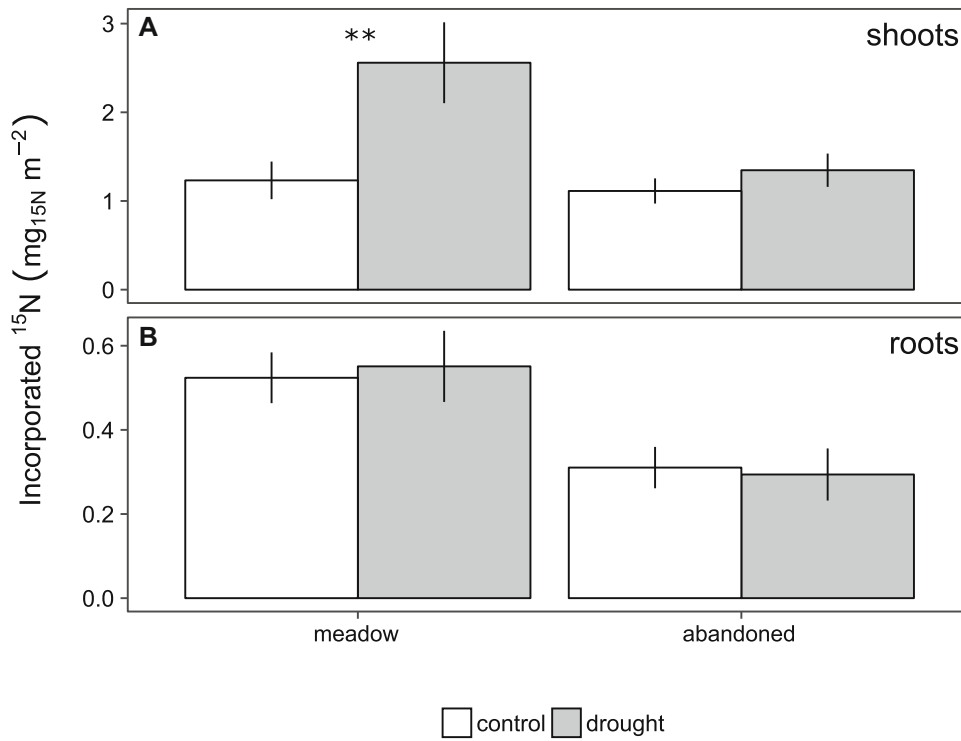 A
**
shoots
3
2
1
0
B
roots
0.6
0.4
0.2
0.0
Incorporated ¹⁵N (mg₁₅N m⁻²)
meadow abandoned
control drought